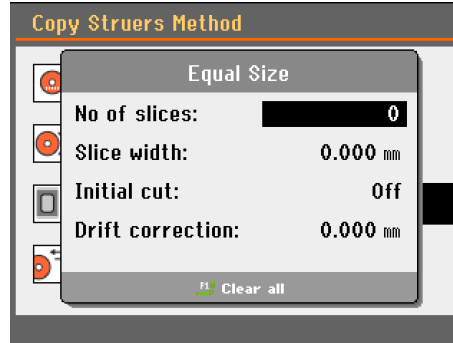 Copy Struers Method
Equal Size
No of slices: 0
Slice width: 0.000 mm
Initial cut: Off
Drift correction: 0.000 mm
F1 Clear all